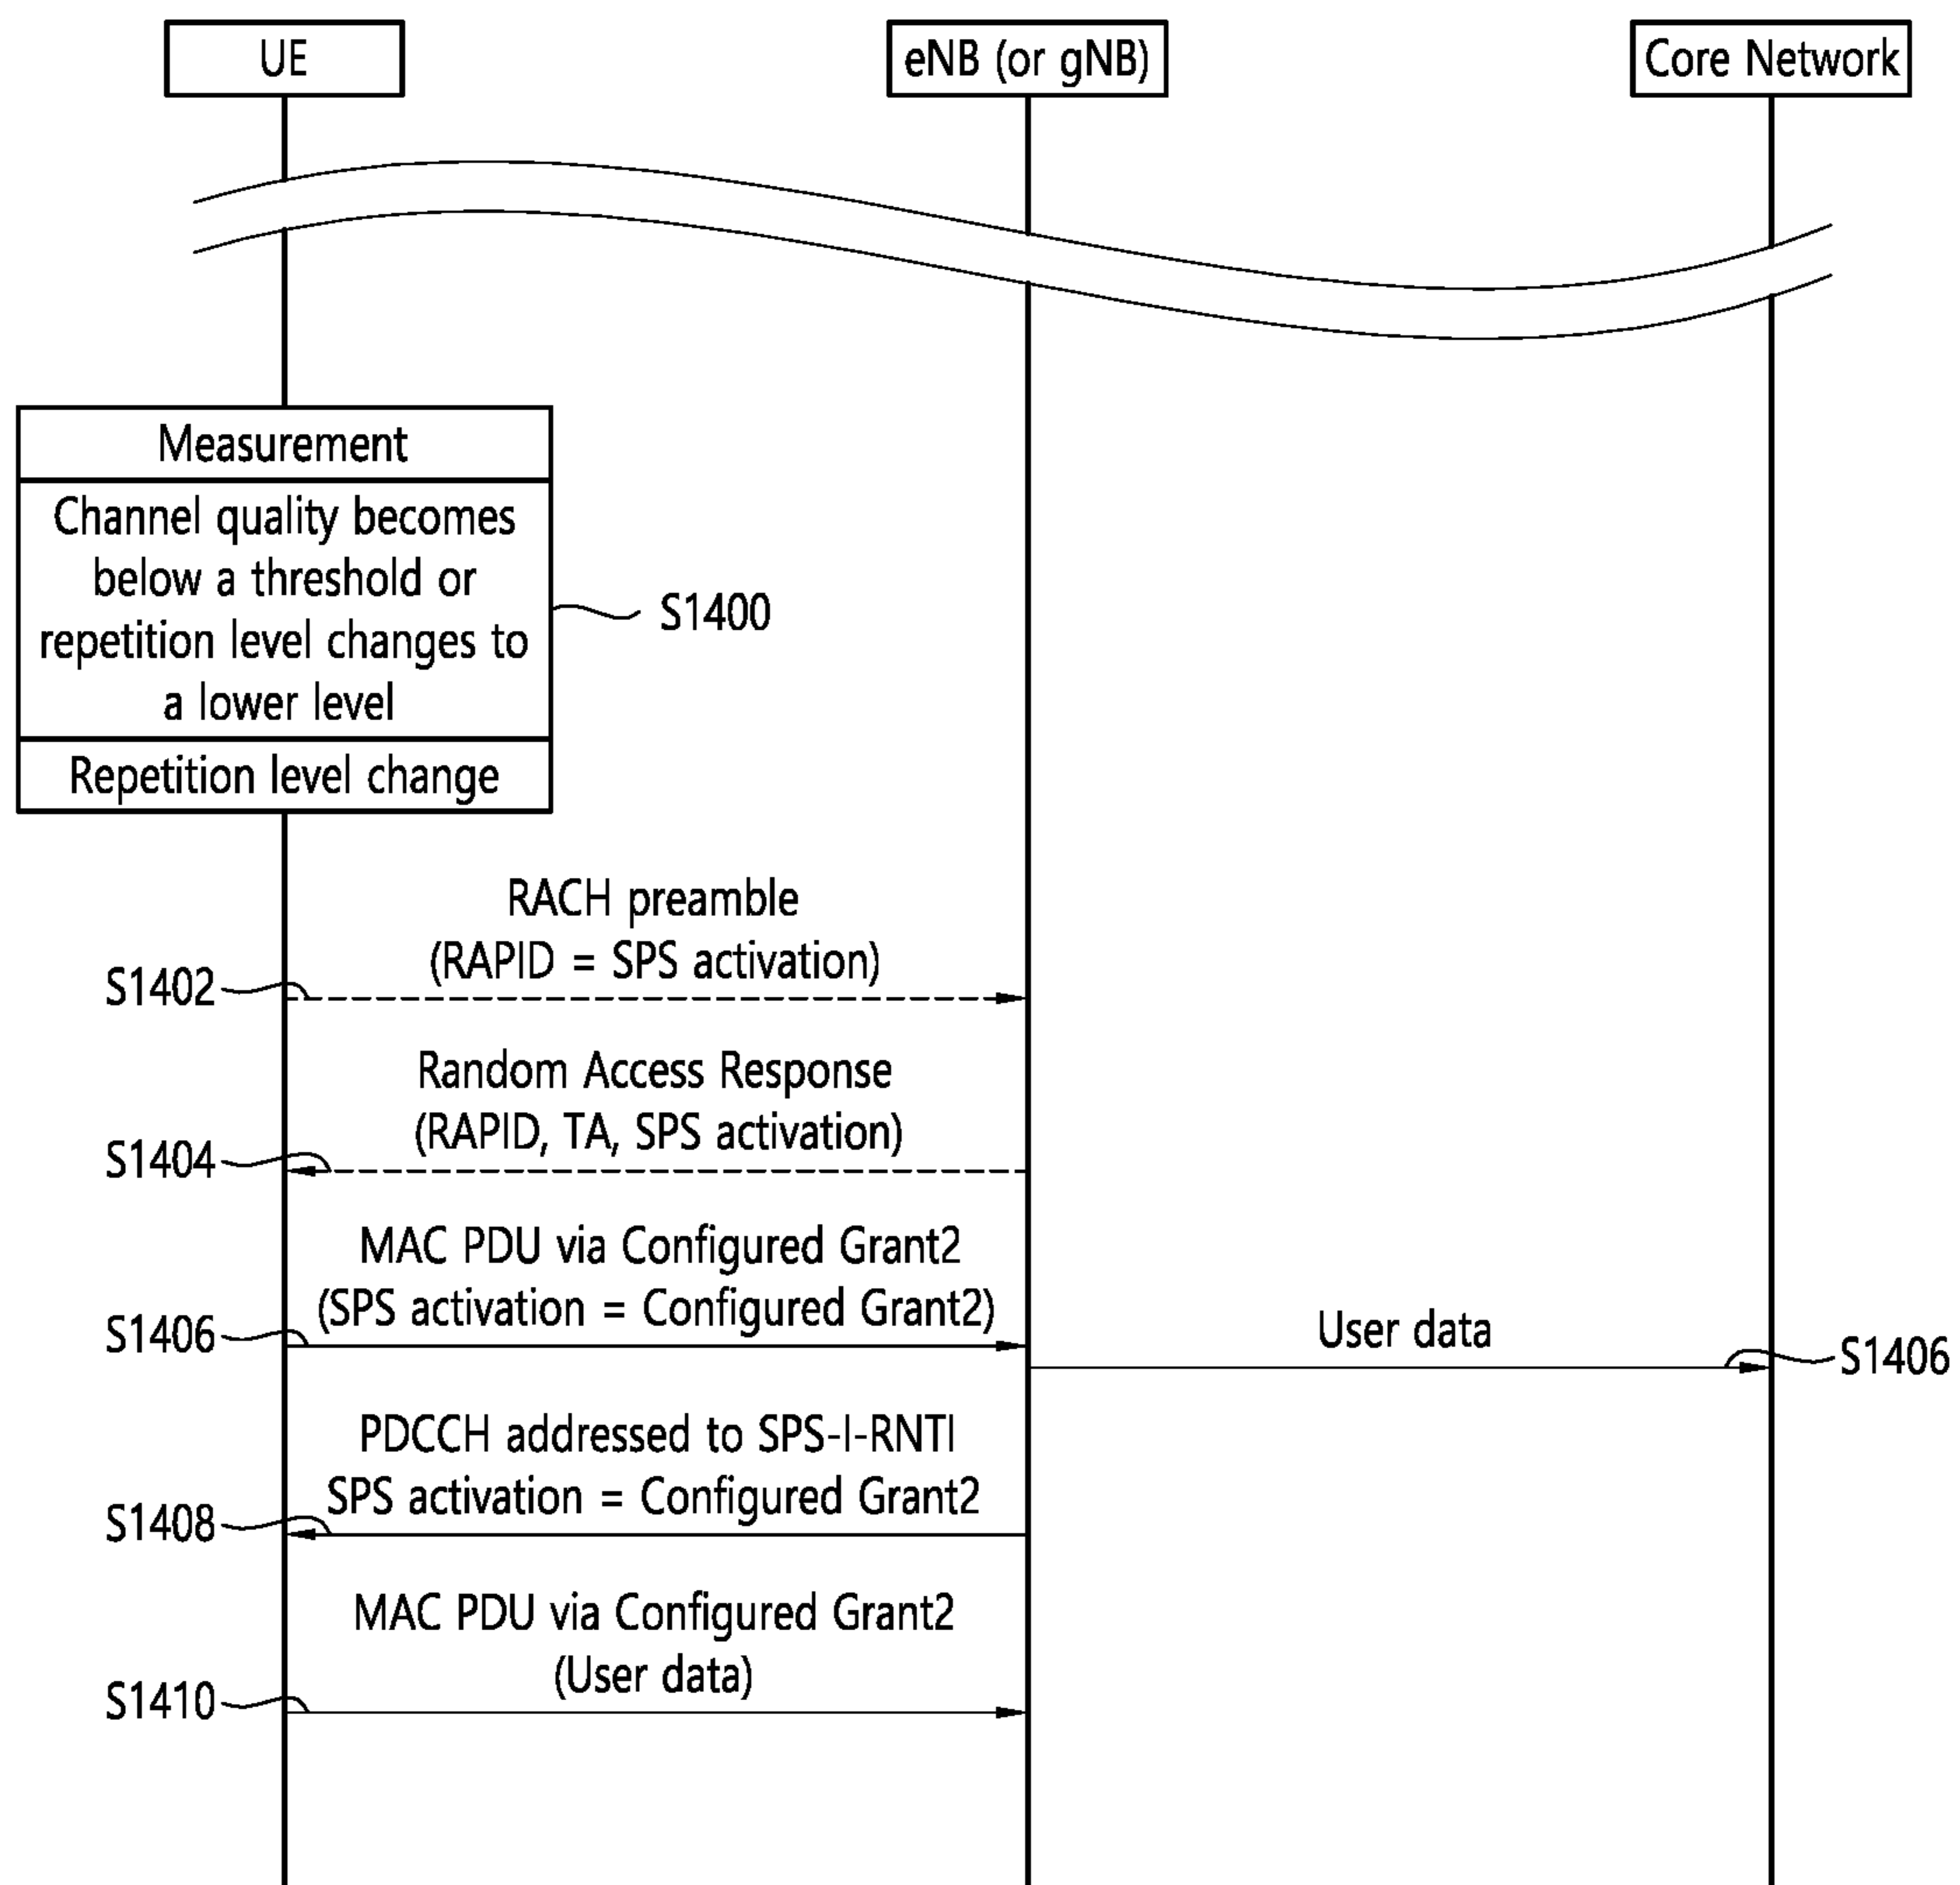 UE
eNB (or gNB)
Core Network
Measurement
Channel quality becomes
below a threshold or
repetition level changes to
a lower level
S1400
Repetition level change
RACH preamble
(RAPID = SPS activation)
S1402
Random Access Response
(RAPID, TA, SPS activation)
S1404
MAC PDU via Configured Grant2
(SPS activation = Configured Grant2)
S1406
User data
S1406
PDCCH addressed to SPS-I-RNTI
SPS activation = Configured Grant2
S1408
MAC PDU via Configured Grant2
(User data)
S1410